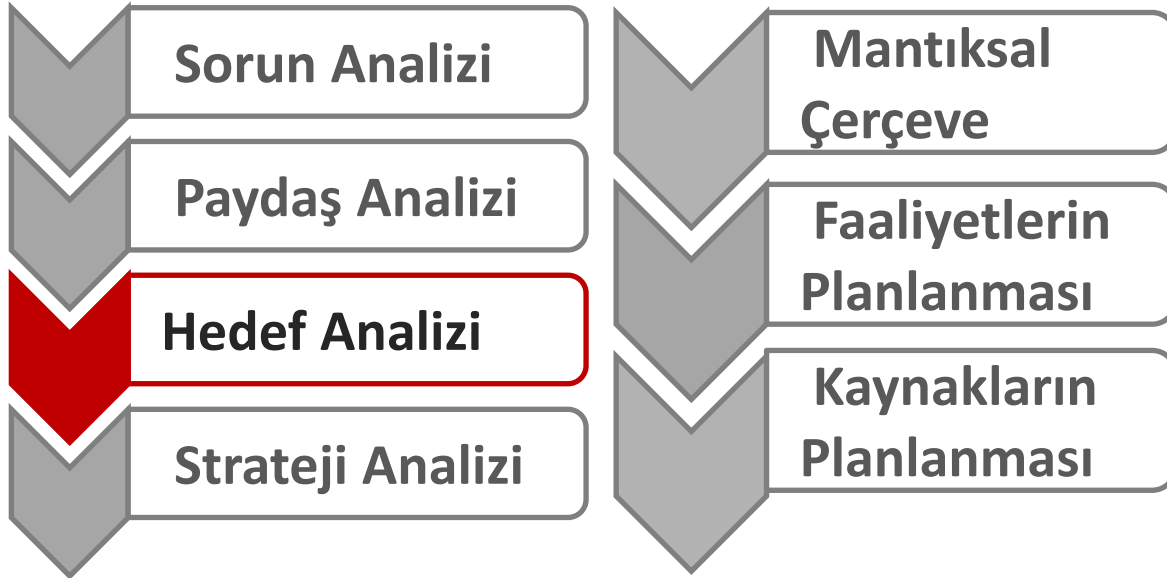 Sorun Analizi
Paydaş Analizi
Hedef Analizi
Strateji Analizi
Mantıksal
Çerçeve
Faaliyetlerin
Planlanması
Kaynakların
Planlanması